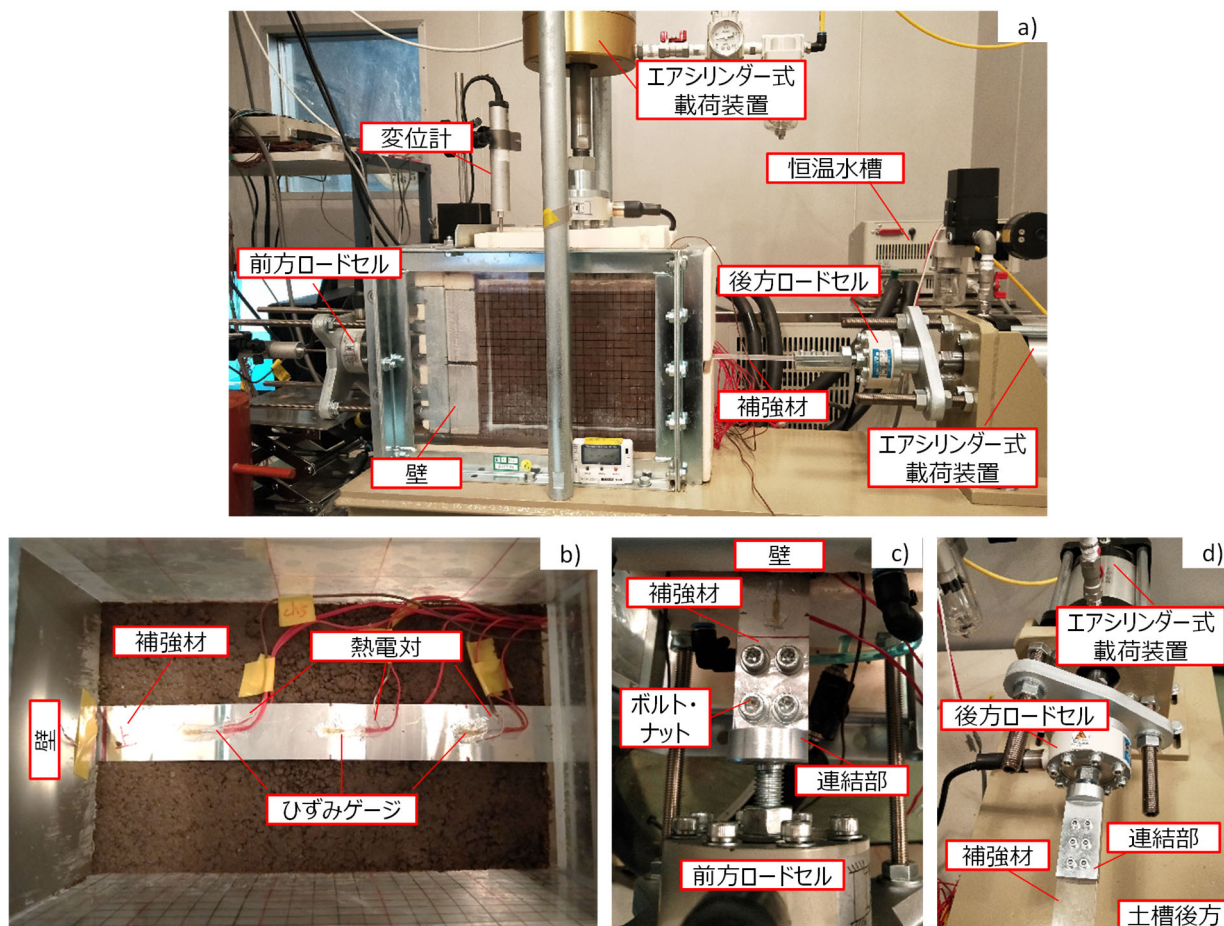 a)
エアシリンダー式
載荷装置
変位計
恒温水槽
前方ロードセル
後方ロードセル
補強材
壁
エアシリンダー式
載荷装置
b)
補強材
熱電対
壁
ひずみゲージ
c)
壁
補強材
ボルト・
ナット
連結部
前方ロードセル
d)
エアシリンダー式
載荷装置
後方ロードセル
連結部
補強材
土槽後方